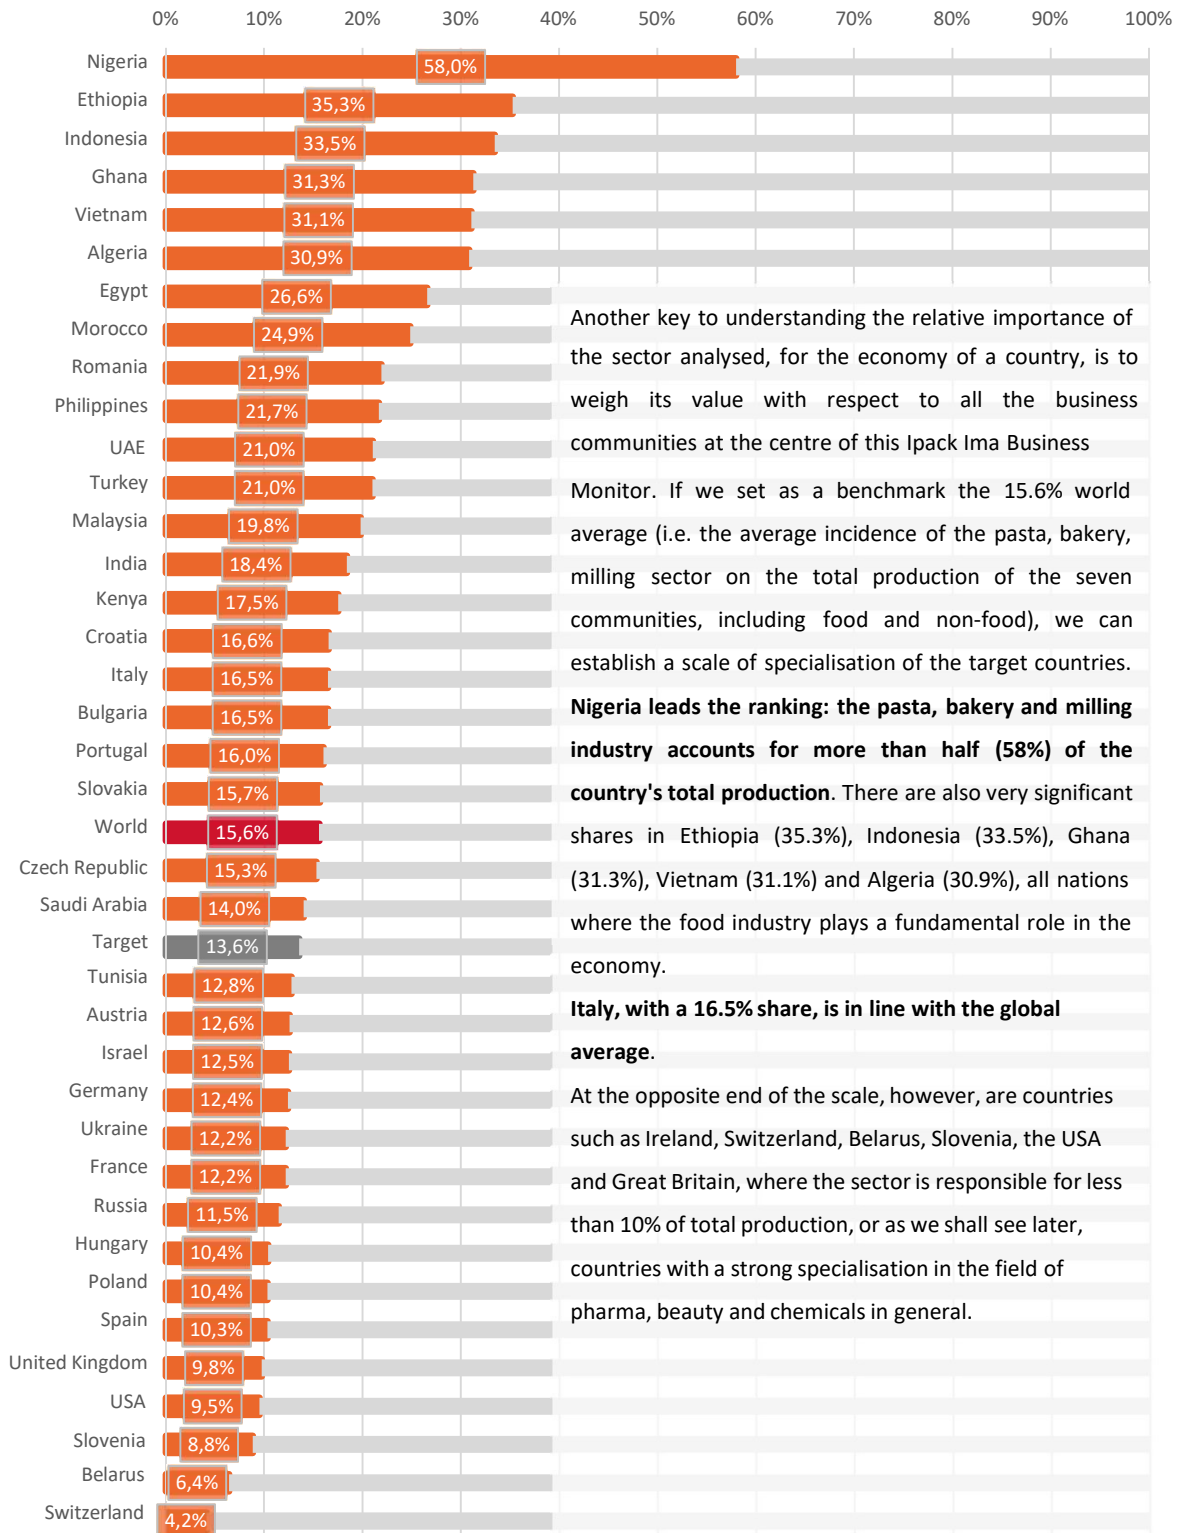 0% 10% 20% 30% 40% 50% 60% 70% 80% 90% 100%
Nigeria 58,0%
Ethiopia 35,3%
Indonesia 33,5%
Ghana 31,3%
Vietnam 31,1%
Algeria 30,9%
Egypt 26,6%
Morocco 24,9%
Romania 21,9%
Philippines 21,7%
UAE 21,0%
Turkey 21,0%
Malaysia 19,8%
India 18,4%
Kenya 17,5%
Croatia 16,6%
Italy 16,5%
Bulgaria 16,5%
Portugal 16,0%
Slovakia 15,7%
World 15,6%
Czech Republic 15,3%
Saudi Arabia 14,0%
Target 13,6%
Tunisia 12,8%
Austria 12,6%
Israel 12,5%
Germany 12,4%
Ukraine 12,2%
France 12,2%
Russia 11,5%
Hungary 10,4%
Poland 10,4%
Spain 10,3%
United Kingdom 9,8%
USA 9,5%
Slovenia 8,8%
Belarus 6,4%
Switzerland 4,2%
Another key to understanding the relative importance of
the sector analysed, for the economy of a country, is to
weigh its value with respect to all the business
communities at the centre of this Ipack Ima Business
Monitor. If we set as a benchmark the 15.6% world
average (i.e. the average incidence of the pasta, bakery,
milling sector on the total production of the seven
communities, including food and non-food), we can
establish a scale of specialisation of the target countries.
Nigeria leads the ranking: the pasta, bakery and milling
industry accounts for more than half (58%) of the
country's total production. There are also very significant
shares in Ethiopia (35.3%), Indonesia (33.5%), Ghana
(31.3%), Vietnam (31.1%) and Algeria (30.9%), all nations
where the food industry plays a fundamental role in the
economy.
Italy, with a 16.5% share, is in line with the global
average.
At the opposite end of the scale, however, are countries
such as Ireland, Switzerland, Belarus, Slovenia, the USA
and Great Britain, where the sector is responsible for less
than 10% of total production, or as we shall see later,
countries with a strong specialisation in the field of
pharma, beauty and chemicals in general.